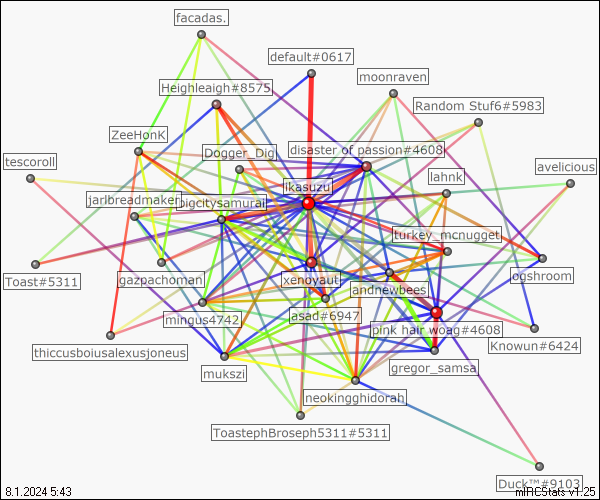 facadas.
default#0617
moonraven
Heighleaigh#8575
Random Stuf6#5983
ZeeHonK
disaster of passion#4608
Dogger_Dig
tescoroll
avelicious
ikasuzu
lahnk
jarlbreadmaker
bigcitysamurai
turkey_mcnugget
Toast#5311
gazpachoman
xenoyaut
ogshroom
andnewbees
mingus4742
asad#6947
pink hair woag#4608
thiccusboiusalexusjoneus
Knowun#6424
mukszi
gregor_samsa
neokingghidorah
ToastephBroseph5311#5311
Duck™#9103
8.1.2024 5:43
mIRCStats v1.25